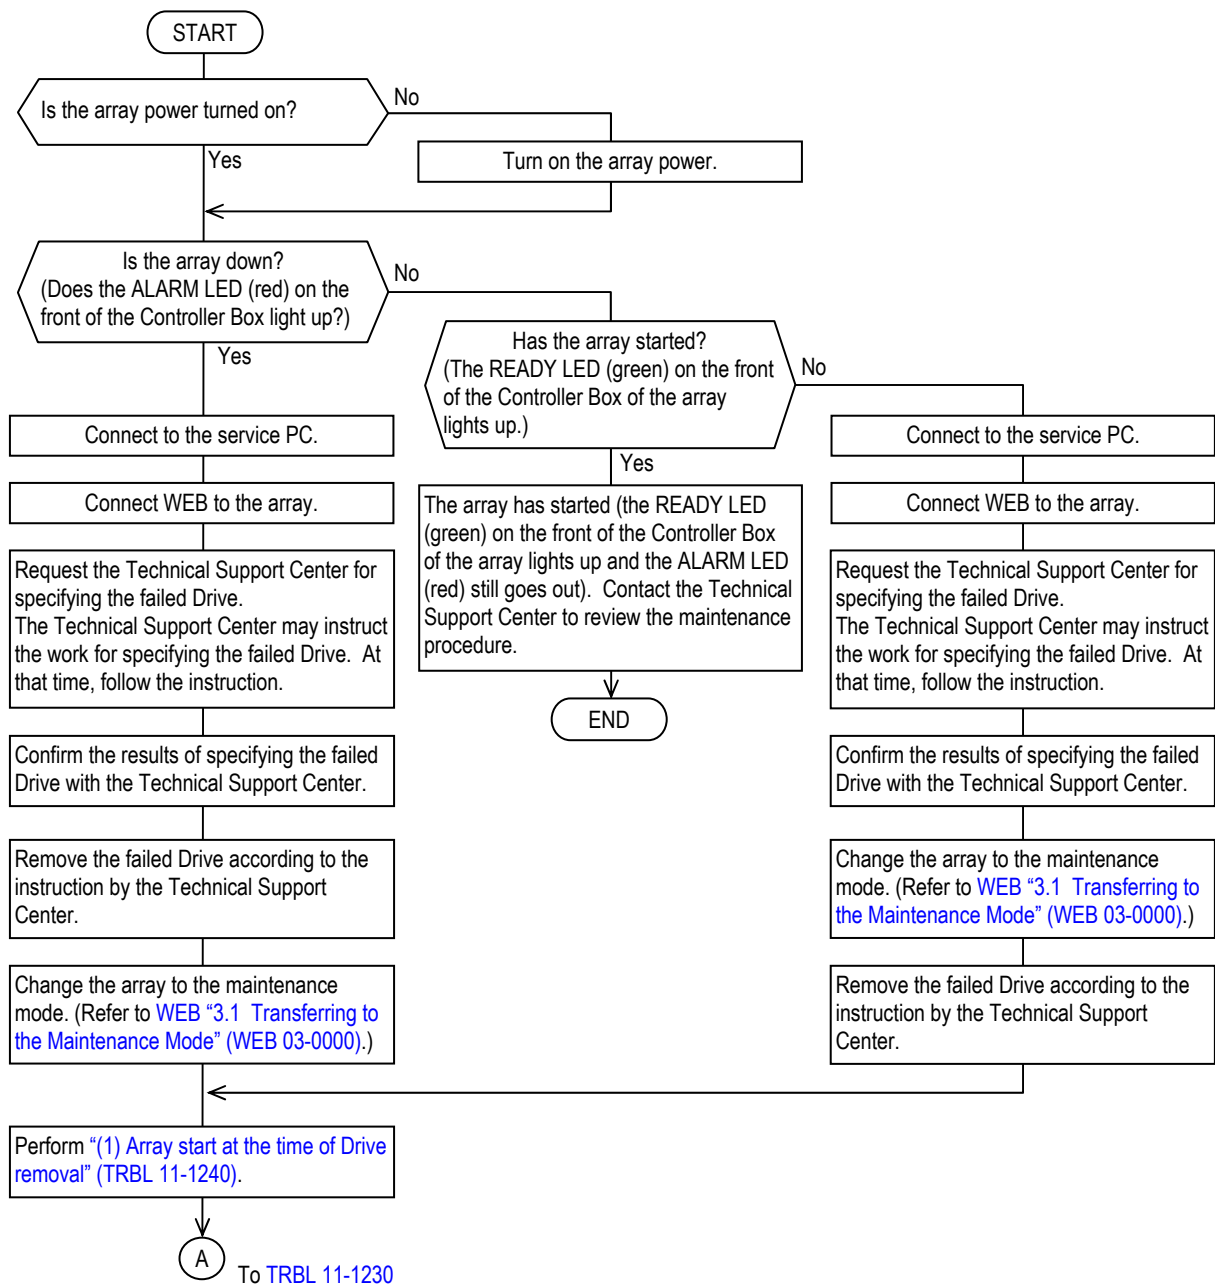 START
Is the array power turned on?
No
Yes
Turn on the array power.
Is the array down?
(Does the ALARM LED (red) on the
front of the Controller Box light up?)
No
Yes
Has the array started?
(The READY LED (green) on the front
of the Controller Box of the array
lights up.)
No
Yes
Connect to the service PC.
Connect WEB to the array.
Request the Technical Support Center for
specifying the failed Drive.
The Technical Support Center may instruct
the work for specifying the failed Drive.  At
that time, follow the instruction.
Confirm the results of specifying the failed
Drive with the Technical Support Center.
Remove the failed Drive according to the
instruction by the Technical Support
Center.
Change the array to the maintenance
mode. (Refer to WEB “3.1  Transferring to
the Maintenance Mode” (WEB 03-0000).)
The array has started (the READY LED
(green) on the front of the Controller Box
of the array lights up and the ALARM LED
(red) still goes out).  Contact the Technical
Support Center to review the maintenance
procedure.
END
Connect to the service PC.
Connect WEB to the array.
Request the Technical Support Center for
specifying the failed Drive.
The Technical Support Center may instruct
the work for specifying the failed Drive.  At
that time, follow the instruction.
Confirm the results of specifying the failed
Drive with the Technical Support Center.
Change the array to the maintenance
mode. (Refer to WEB “3.1  Transferring to
the Maintenance Mode” (WEB 03-0000).)
Remove the failed Drive according to the
instruction by the Technical Support
Center.
Perform “(1) Array start at the time of Drive
removal” (TRBL 11-1240).
A
To TRBL 11-1230